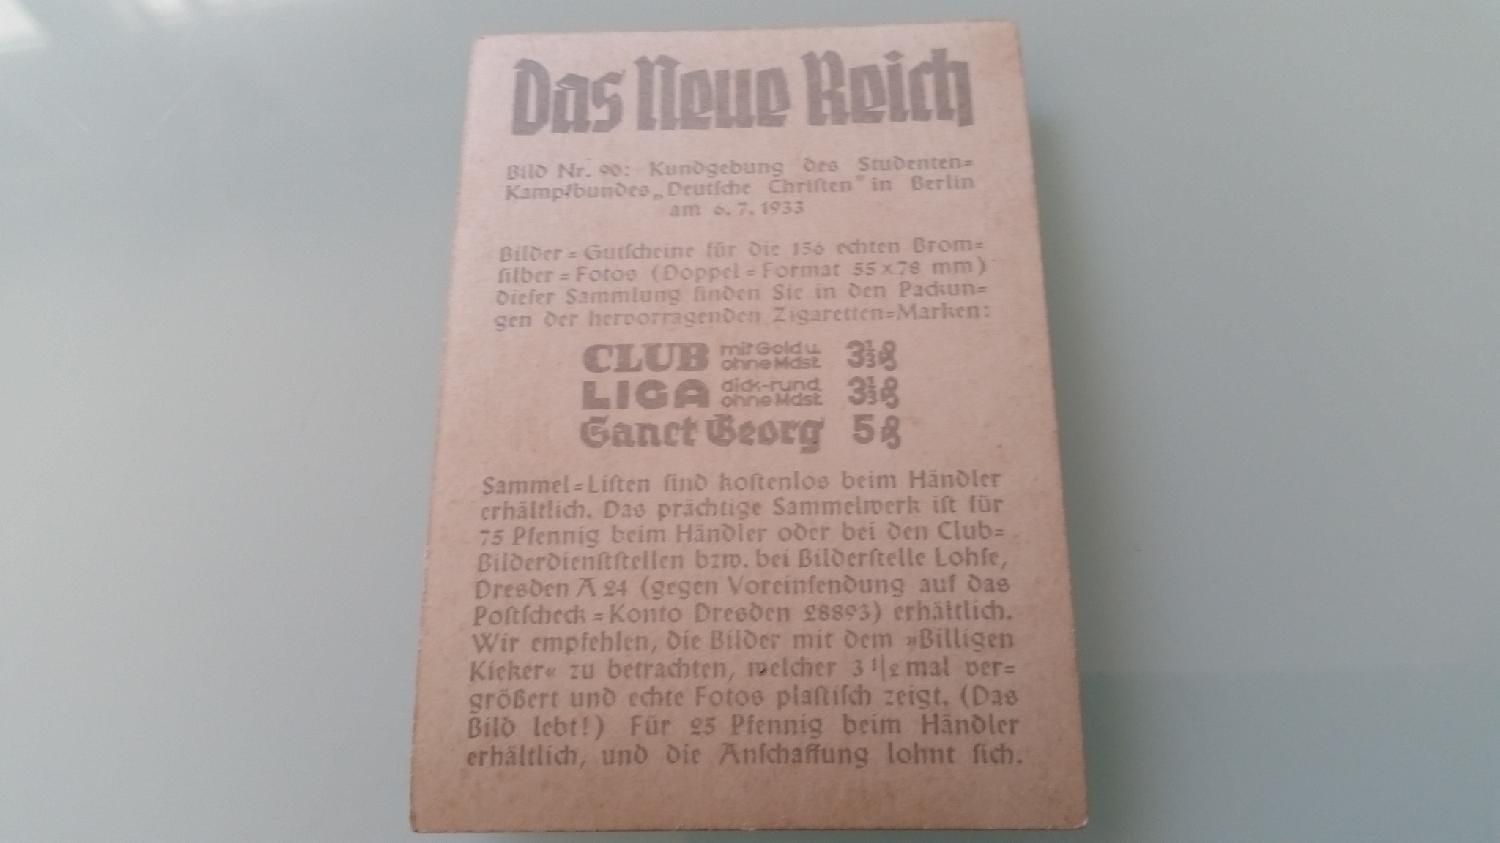 Das Neue Reich
Bild Nr. 90: Kundgebung des Studenten=
Kampfbundes „Deutsche Christen" in Berlin
am 6. 7. 1933
Bilder=Gutscheine für die 156 echten Brom=
silber=Fotos (Doppel=Format 55×78 mm)
dieser Sammlung finden Sie in den Packun=
gen der hervorragenden Zigaretten=Marken:
CLUB mit Gold u. ohne Mdst. 3⅓ ₰
LIGA dick-rund ohne Mdst. 3⅓ ₰
Sanct Georg 5 ₰
Sammel=Listen sind kostenlos beim Händler
erhältlich. Das prächtige Sammelwerk ist für
75 Pfennig beim Händler oder bei den Club=
Bilderdienststellen bzw. bei Bilderstelle Lohse,
Dresden A 24 (gegen Voreinsendung auf das
Postscheck=Konto Dresden 28893) erhältlich.
Wir empfehlen, die Bilder mit dem »Billigen
Kieker« zu betrachten, welcher 3 1/2 mal ver=
größert und echte Fotos plastisch zeigt. (Das
Bild lebt!) Für 25 Pfennig beim Händler
erhältlich, und die Anschaffung lohnt sich.